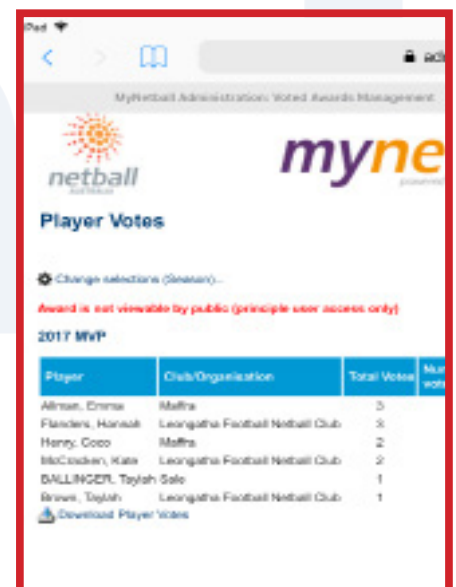 iPad
MyNetball Administration: Voted Awards Management
netball
AUSTRALIA
myne
powered
Player Votes
Change selections (Season)...
Award is not viewable by public (principle user access only)
2017 MVP
Player Club/Organisation Total Votes
Allman, Emma Maffra 3
Flanders, Hannah Leongatha Football Netball Club 3
Henry, Coco Maffra 2
McCracken, Kate Leongatha Football Netball Club 2
BALLINGER, Taylah Sale 1
Brown, Taylah Leongatha Football Netball Club 1
Download Player Votes